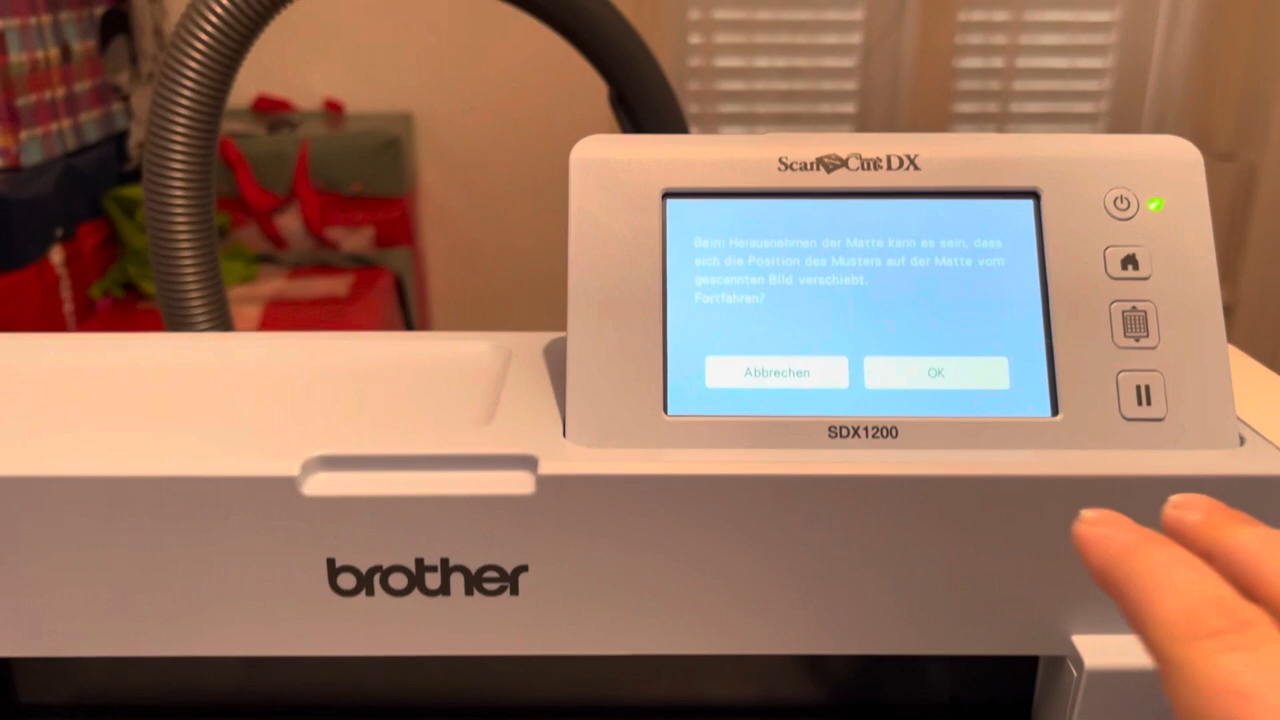 ScanNCut DX
Beim Herausnehmen der Matte kann es sein, dass
sich die Position des Musters auf der Matte vom
gescannten Bild verschiebt.
Fortfahren?
Abbrechen OK
SDX1200
brother